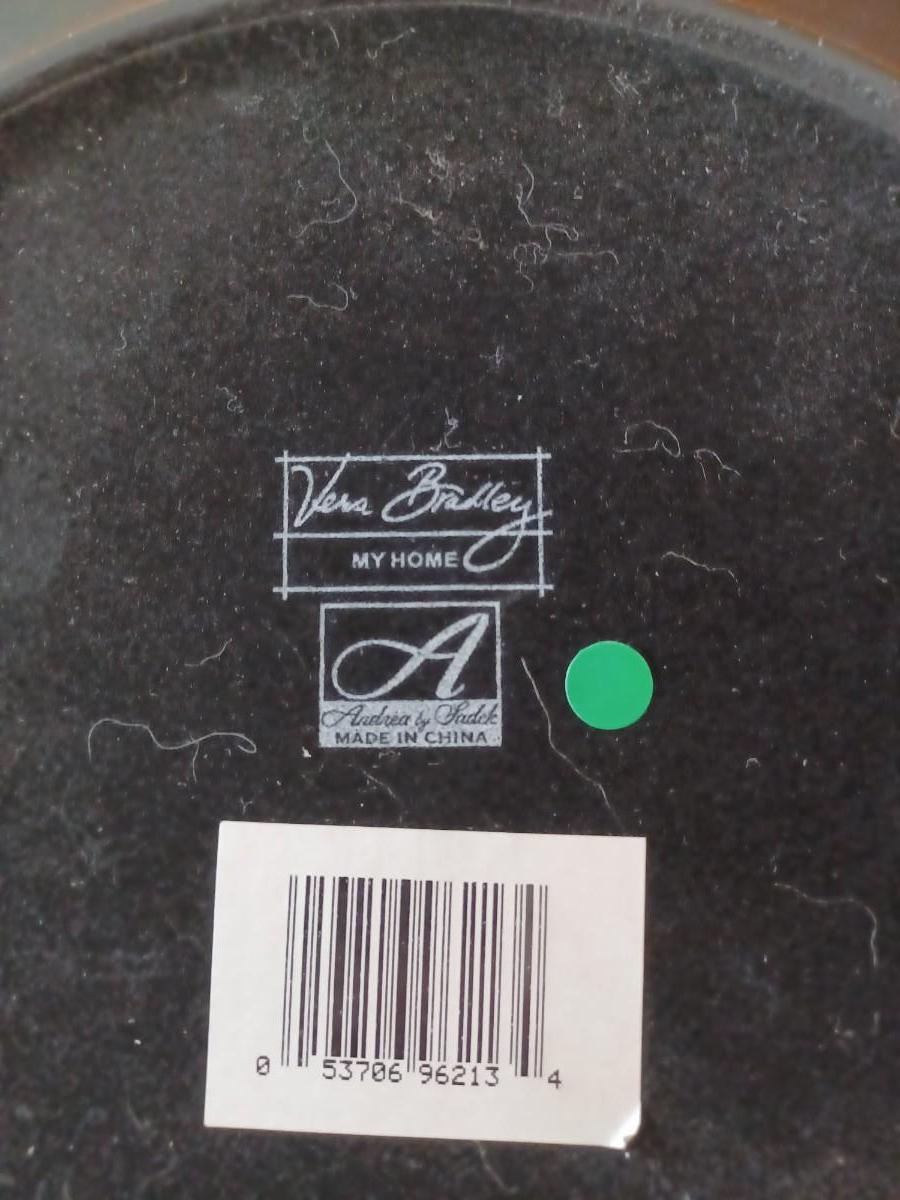 Vera Bradley
MY HOME
A
Andrea by Sadek
MADE IN CHINA
0 53706 96213 4